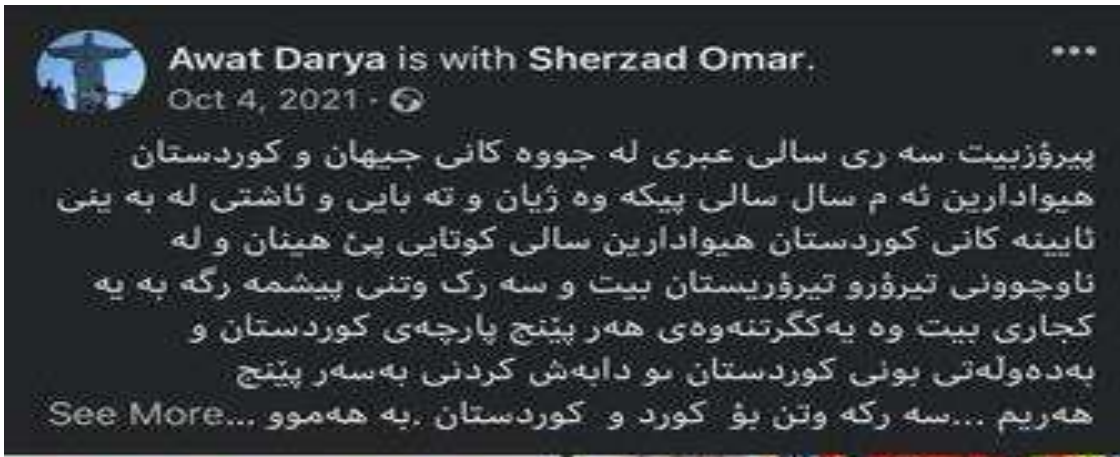 Awat Darya is with Sherzad Omar.
Oct 4, 2021 ·
پیرۆزبیت سه ری سالی عبری له جووه کانی جیهان و کوردستان
هیوادارین ئه م سال سالی پیکه وه ژیان و ته بایی و ئاشتی له به ینی
ئایینه کانی کوردستان هیوادارین سالی کوتایی پێ هینان و له
ناوچوونی تیرۆرو تیرۆریستان بیت و سه رک وتنی پیشمه رگه به یه
کجاری بیت وه یەکگرتنەوەی هەر پێنج پارچەی کوردستان و
بەدەوڵەتی بونی کوردستان بو دابەش کردنی بەسەر پێنج
هەریم ...سه رکه وتن بۆ کورد و کوردستان .به هەموو ...See More